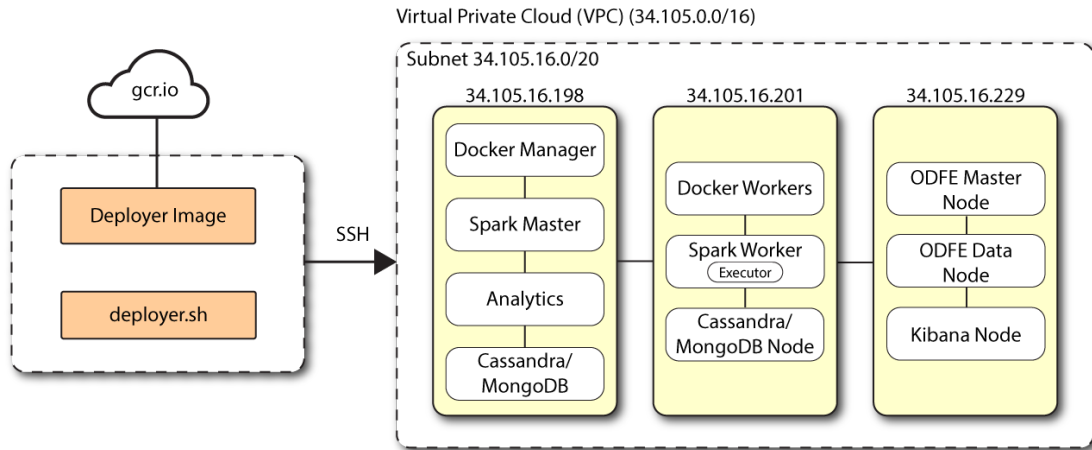 Virtual Private Cloud (VPC) (34.105.0.0/16)
Subnet 34.105.16.0/20
gcr.io
Deployer Image
deployer.sh
SSH
34.105.16.198
Docker Manager
Spark Master
Analytics
Cassandra/
MongoDB
34.105.16.201
Docker Workers
Spark Worker
Executor
Cassandra/
MongoDB Node
34.105.16.229
ODFE Master
Node
ODFE Data
Node
Kibana Node